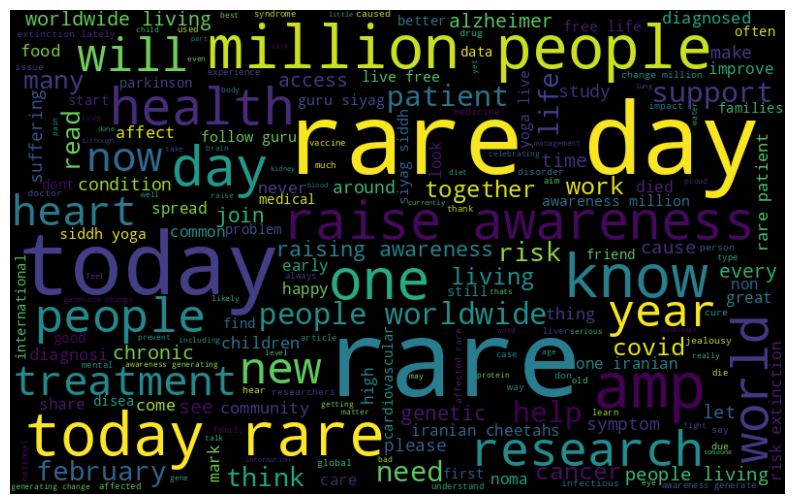 worldwide living
best
syndrome
caused
little
better
alzheimer
diagnosed
extinction lately
used
child
part
drug
free life
often
food
will
million people
data
yet
make
issue
even
sick
many
parkinson
access
live free
change million
improve
experience
patient
study
lung
support
start
health
guru siyag
yoga live
life
impact
families
body
medicine
suffering
read
live
rare day
pain
done
affect
follow guru
siyag siddh
vaccine
look
management
water
although
now
take
brain
much
celebrating
time
disorder
rare patient
dont
condition
day
never
around
together
work
died
proud
kidney
diet
aim
doctor
well
raise
blood
medical
currently
awareness million
heart
spread
join
thank
raise awareness
siddh yoga
common
problem
friend
cause
person
today
raising awareness
risk
type
every
feel
early
one
living
know
non
great
international
always
happy
still
thats
generate change
likely
cure
people
find
people worldwide
thing
year
prevent
including
article
word
liver
serious
jealousy
good
children
rare
covid
really
diagnosi
chronic
cardiovascular
case
age
one iranian
mental
awareness generating
level
high
affected rare
may
protein
don
old
die
treatment
hear
researchers
new
way
amp
world
risk extinction
share
disea
come
see
community
getting
matter
genetic
help
symptom
learn
let
family
bad
iranian cheetahs
fight
say
today rare
mark
talk
please
research
due
someone
national
february
information
global
need
first
cancer
people living
gene
think
care
understand
noma
infectious
eye
awareness generate
generating change
affected